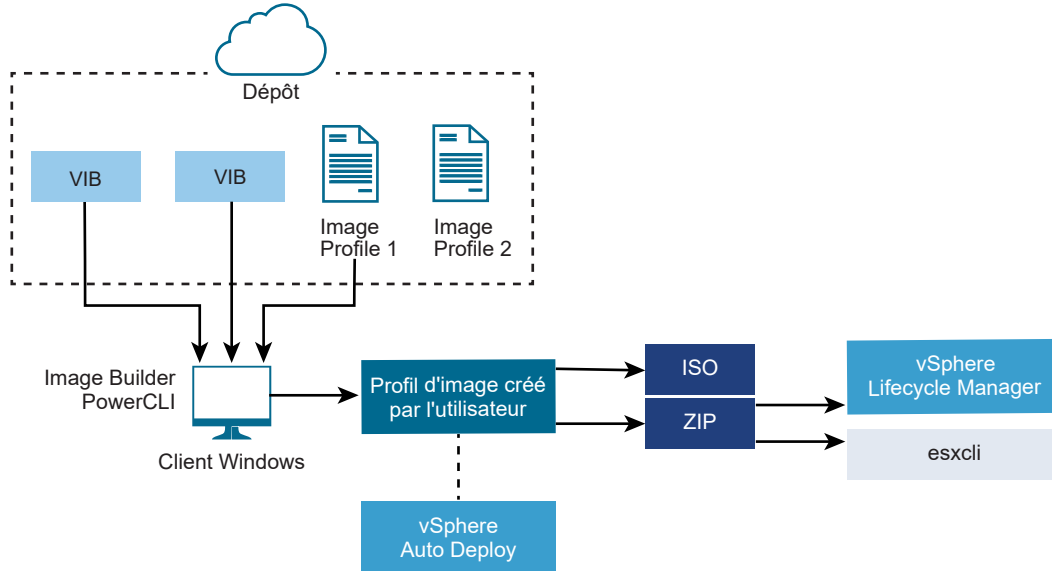 Dépôt
VIB
VIB
Image
Profile 1
Image
Profile 2
Image Builder
PowerCLI
Client Windows
Profil d'image créé
par l'utilisateur
ISO
ZIP
vSphere
Lifecycle Manager
esxcli
vSphere
Auto Deploy